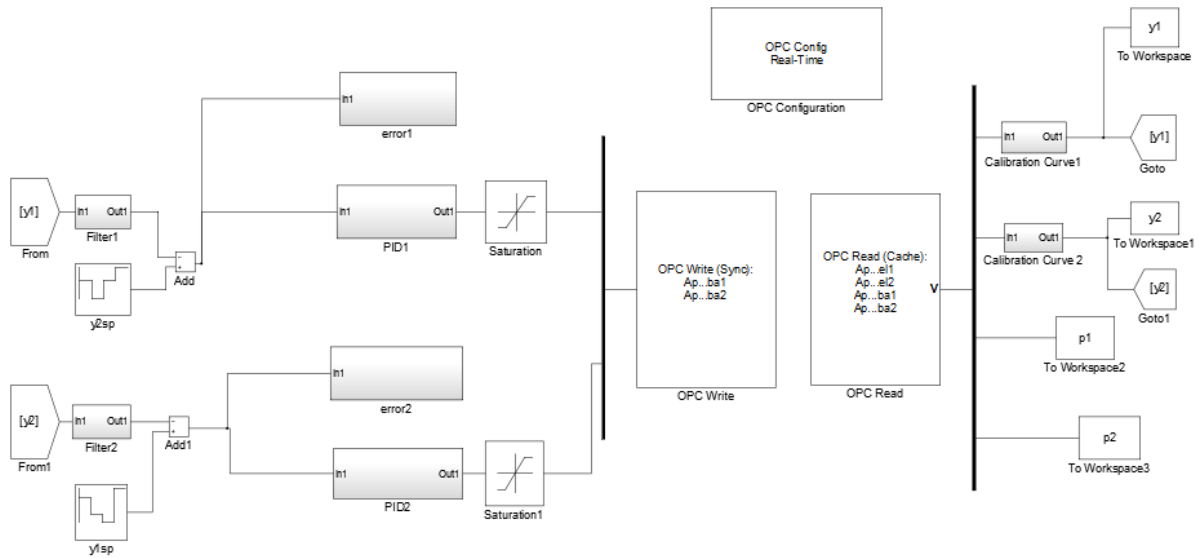 OPC Config
Real-Time
OPC Configuration
y1
To Workspace
In1
error1
In1 Out1
Calibration Curve1
[y1]
Goto
[y1]
From
In1 Out1
Filter1
In1 Out1
PID1
Saturation
Add
y2sp
OPC Write (Sync):
Ap...ba1
Ap...ba2
OPC Write
OPC Read (Cache):
Ap...el1
Ap...el2
Ap...ba1
Ap...ba2
V
OPC Read
In1 Out1
Calibration Curve 2
y2
To Workspace1
[y2]
Goto1
p1
To Workspace2
p2
To Workspace3
In1
error2
[y2]
From1
In1 Out1
Filter2
Add1
In1 Out1
PID2
Saturation1
y1sp